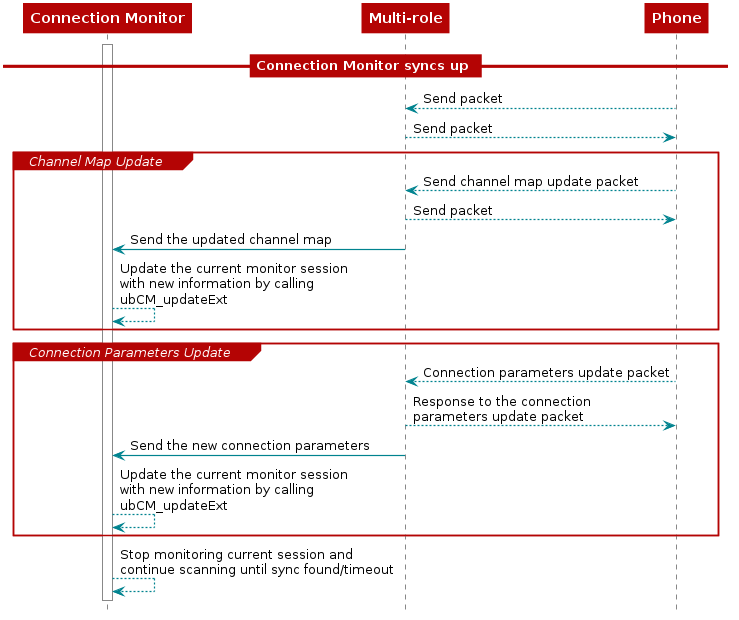 Connection Monitor
Multi-role
Phone
Connection Monitor syncs up
Send packet
Send packet
Channel Map Update
Send channel map update packet
Send packet
Send the updated channel map
Update the current monitor session
with new information by calling
ubCM_updateExt
Connection Parameters Update
Connection parameters update packet
Response to the connection
parameters update packet
Send the new connection parameters
Update the current monitor session
with new information by calling
ubCM_updateExt
Stop monitoring current session and
continue scanning until sync found/timeout